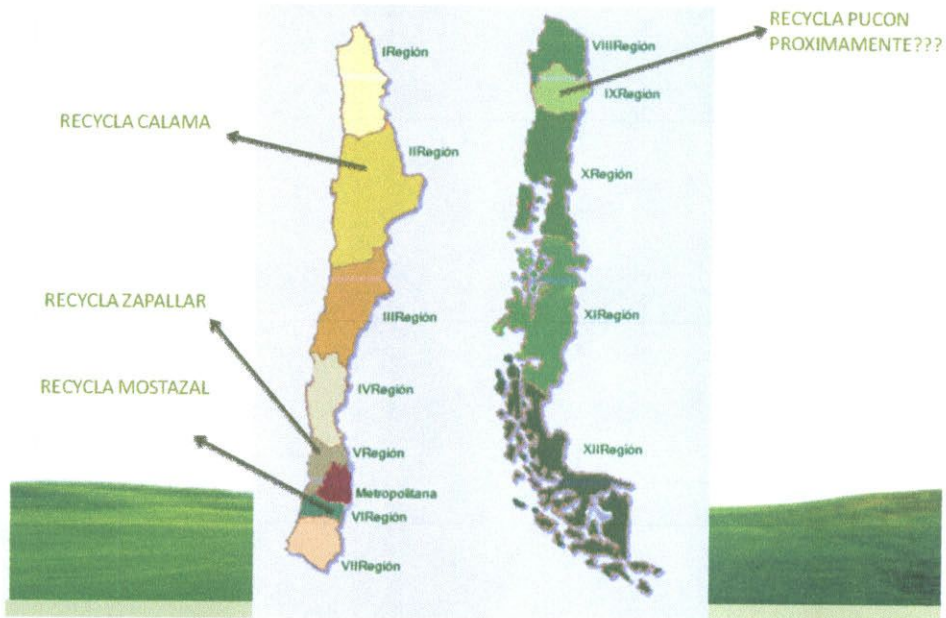 RECYCLA PUCON
PROXIMAMENTE???
RECYCLA CALAMA
RECYCLA ZAPALLAR
RECYCLA MOSTAZAL
IRegión
IIRegión
IIIRegión
IVRegión
VRegión
Metropolitana
VIRegión
VIIRegión
VIIIRegión
IXRegión
XRegión
XIRegión
XIIRegión